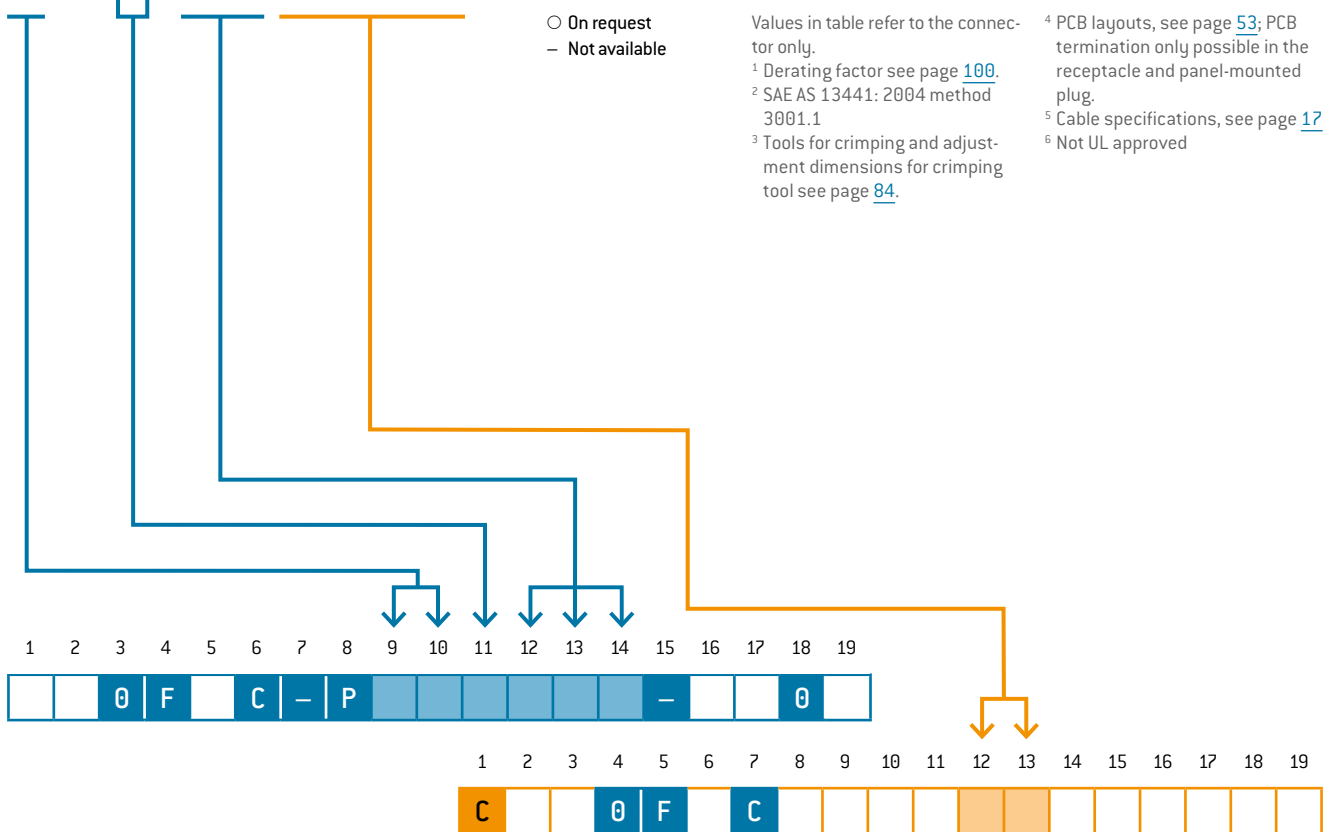 ○ On request
– Not available
Values in table refer to the connec-
tor only.
¹ Derating factor see page 100.
² SAE AS 13441: 2004 method
3001.1
³ Tools for crimping and adjust-
ment dimensions for crimping
tool see page 84.
⁴ PCB layouts, see page 53; PCB
termination only possible in the
receptacle and panel-mounted
plug.
⁵ Cable specifications, see page 17
⁶ Not UL approved
1 2 3 4 5 6 7 8 9 10 11 12 13 14 15 16 17 18 19
0 F C – P – 0
1 2 3 4 5 6 7 8 9 10 11 12 13 14 15 16 17 18 19
C 0 F C